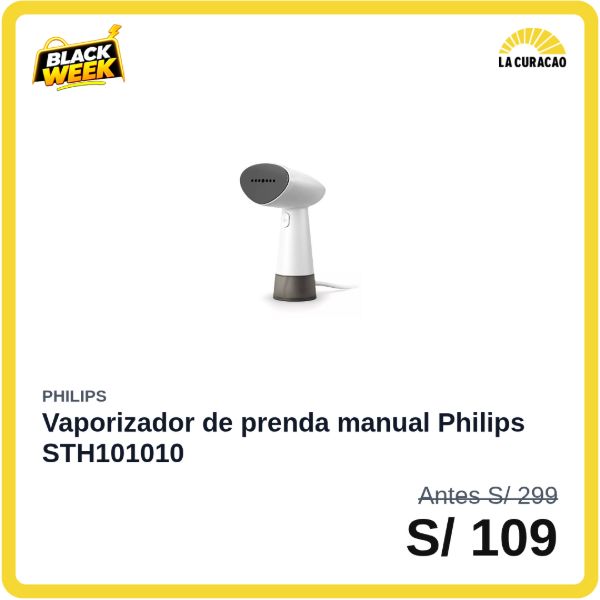 BLACK
WEEK
LA CURACAO
PHILIPS
Vaporizador de prenda manual Philips
STH101010
Antes S/ 299
S/ 109